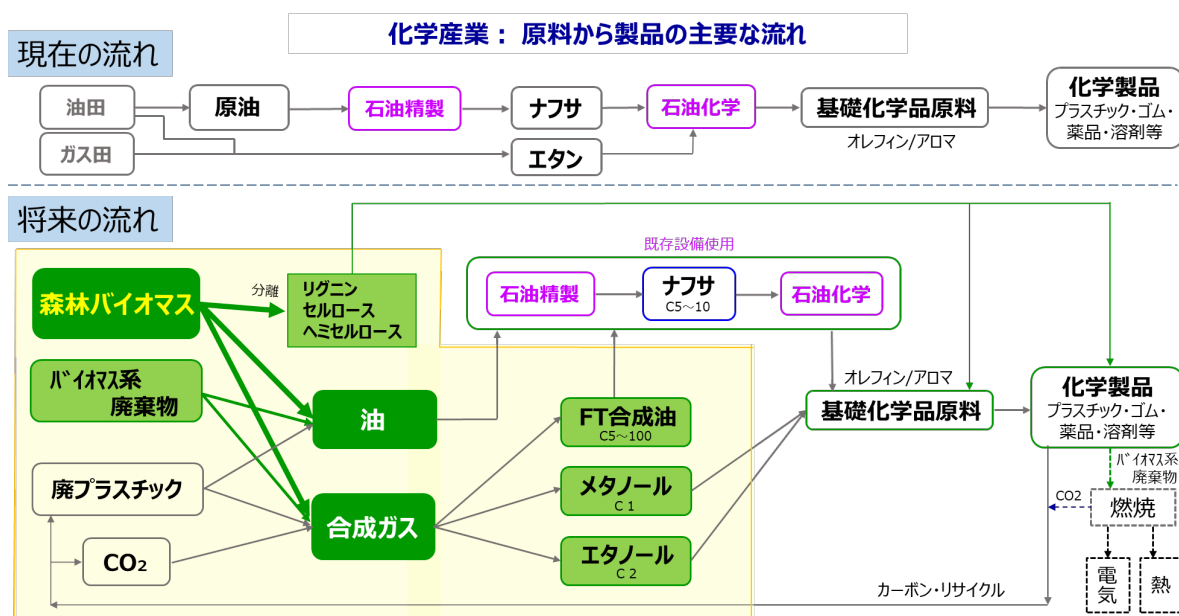 化学産業： 原料から製品の主要な流れ
現在の流れ
油田
原油
石油精製
ナフサ
石油化学
基礎化学品原料
オレフィン/アロマ
化学製品
プラスチック・ゴム・
薬品・溶剤等
ガス田
エタン
将来の流れ
既存設備使用
森林バイオマス
分離
リグニン
セルロース
ヘミセルロース
石油精製
ナフサ
C5～10
石油化学
バイオマス系
廃棄物
油
FT合成油
C5～100
オレフィン/アロマ
基礎化学品原料
化学製品
プラスチック・ゴム・
薬品・溶剤等
廃プラスチック
メタノール
C 1
バイオマス系
廃棄物
合成ガス
CO2
燃焼
CO₂
エタノール
C 2
カーボン・リサイクル
電気
熱